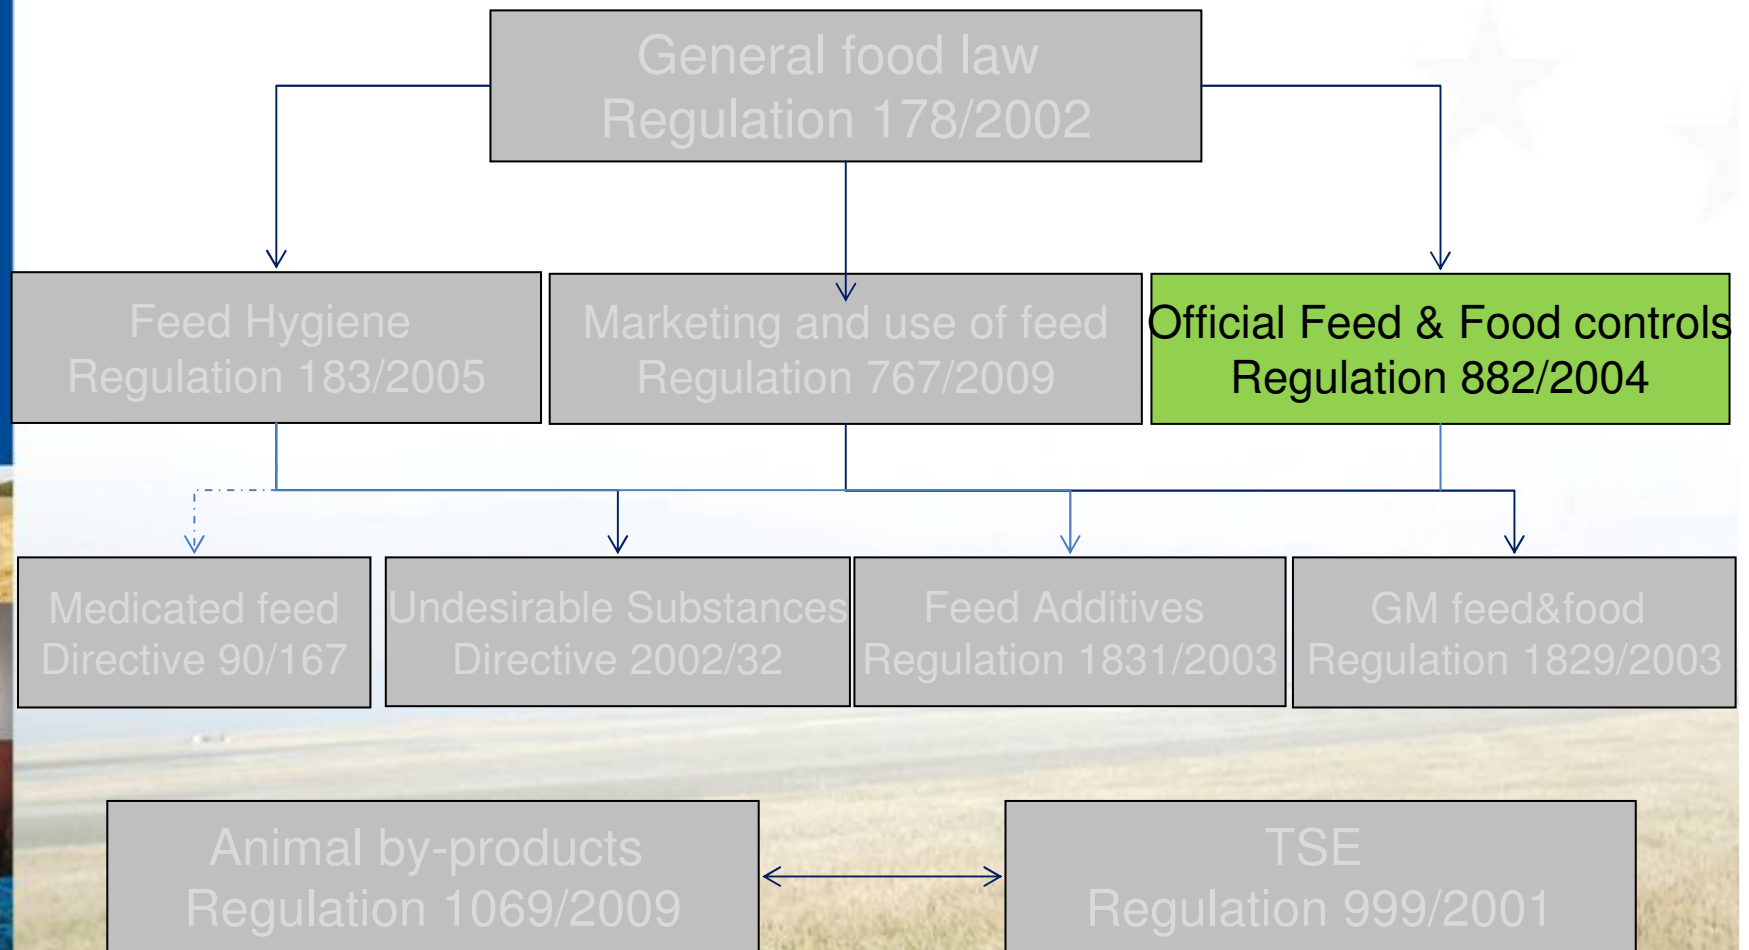 General food law
Regulation 178/2002
Feed Hygiene
Regulation 183/2005
Marketing and use of feed
Regulation 767/2009
Official Feed & Food controls
Regulation 882/2004
Medicated feed
Directive 90/167
Undesirable Substances
Directive 2002/32
Feed Additives
Regulation 1831/2003
GM feed&food
Regulation 1829/2003
Animal by-products
Regulation 1069/2009
TSE
Regulation 999/2001